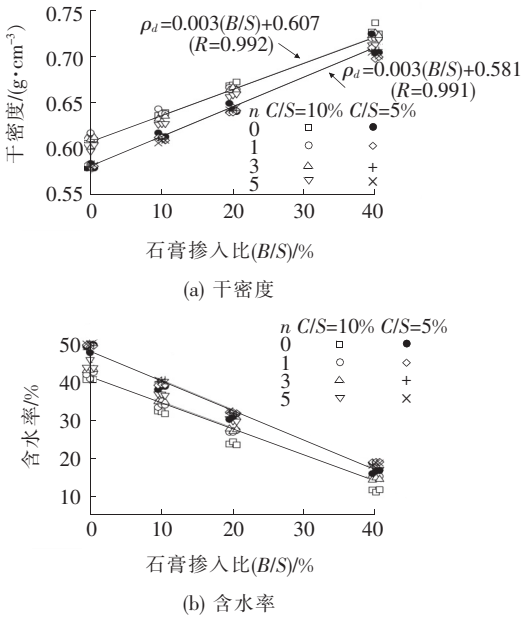 0.75
0.70
0.65
0.60
0.55
干密度/(g·cm⁻³)
ρd=0.003(B/S)+0.607
(R=0.992)
ρd=0.003(B/S)+0.581
(R=0.991)
n C/S=10% C/S=5%
0
1
3
5
0 10 20 30 40
石膏掺入比(B/S)/%
(a) 干密度
n C/S=10% C/S=5%
0
1
3
5
50
40
30
20
10
含水率/%
0 10 20 30 40
石膏掺入比(B/S)/%
(b) 含水率